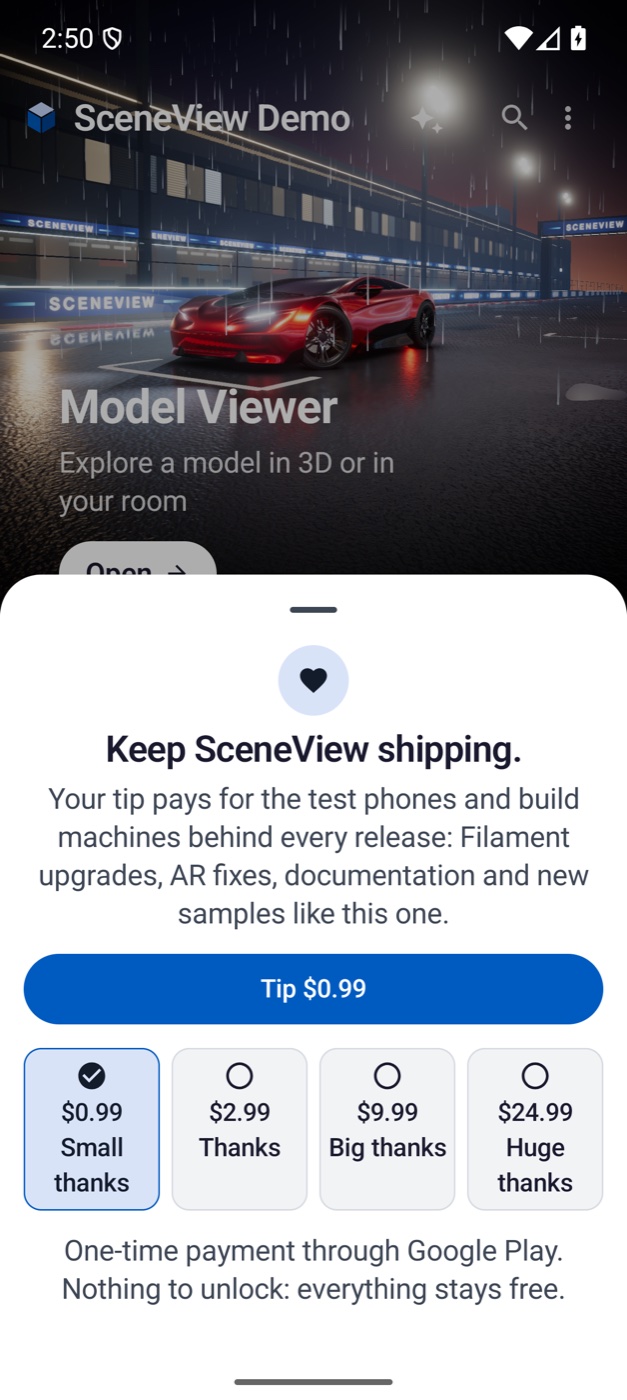 2:50
SceneView Demo
SCENEVIEW
SCENEVIEW
SCENEVIEW
SCENEVIEW
SCENEVIEW
Model Viewer
Explore a model in 3D or in
your room
Open
Keep SceneView shipping.
Your tip pays for the test phones and build
machines behind every release: Filament
upgrades, AR fixes, documentation and new
samples like this one.
Tip $0.99
$0.99
Small
thanks
$2.99
Thanks
$9.99
Big thanks
$24.99
Huge
thanks
One-time payment through Google Play.
Nothing to unlock: everything stays free.